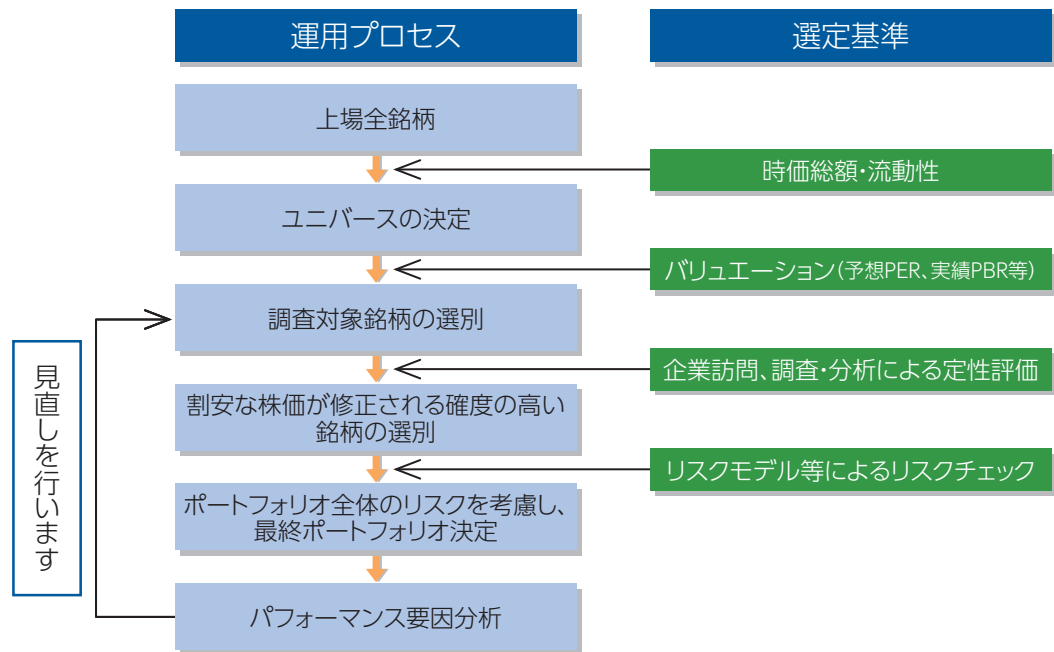 運用プロセス
選定基準
上場全銘柄
時価総額・流動性
ユニバースの決定
バリュエーション(予想PER、実績PBR等)
調査対象銘柄の選別
企業訪問、調査・分析による定性評価
割安な株価が修正される確度の高い
銘柄の選別
リスクモデル等によるリスクチェック
ポートフォリオ全体のリスクを考慮し、
最終ポートフォリオ決定
パフォーマンス要因分析
見直しを行います